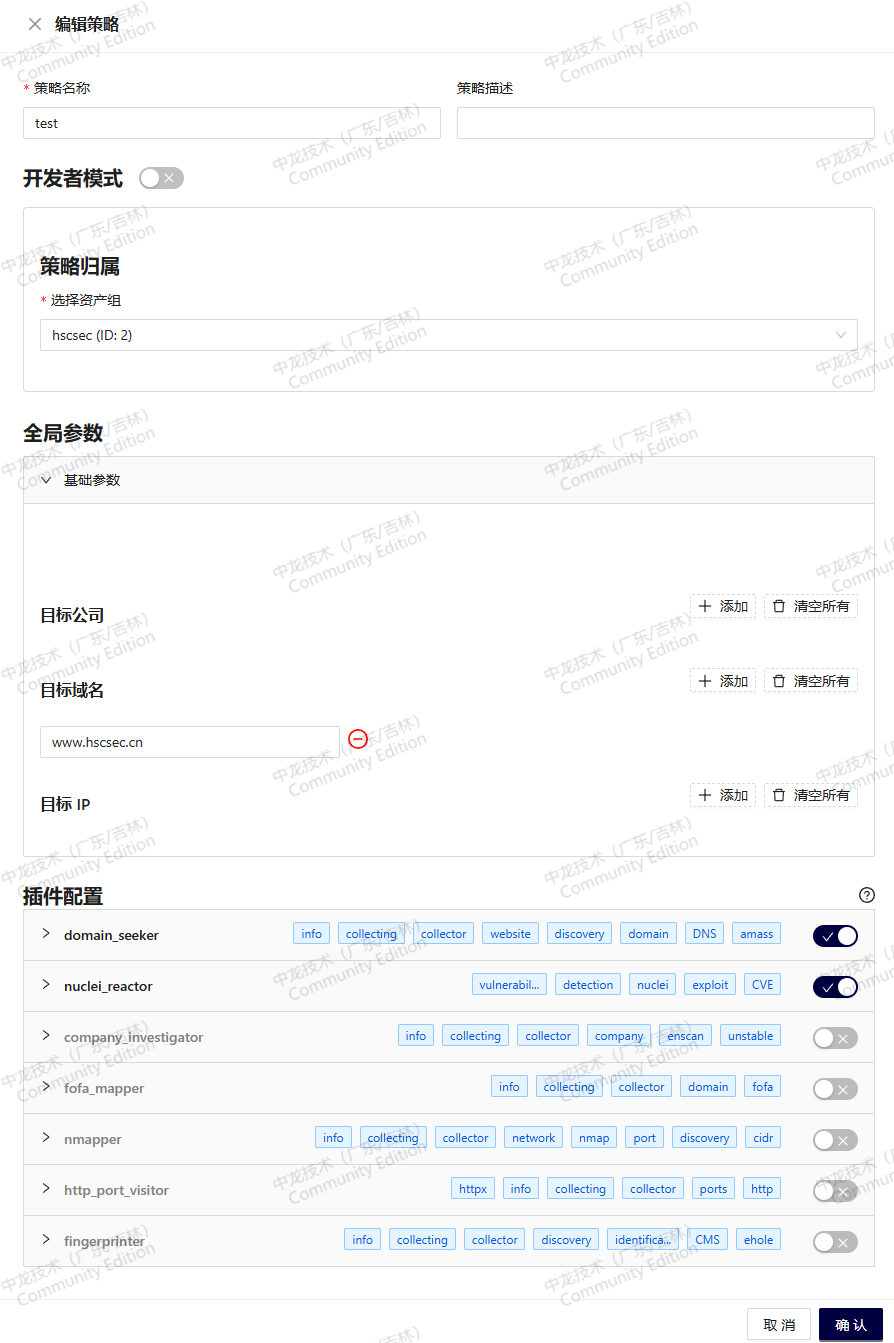 编辑策略
* 策略名称
策略描述
test
开发者模式
策略归属
* 选择资产组
hscsec (ID: 2)
全局参数
基础参数
目标公司
添加
清空所有
目标域名
添加
清空所有
www.hscsec.cn
目标 IP
添加
清空所有
插件配置
domain_seeker info collecting collector website discovery domain DNS amass
nuclei_reactor vulnerabil... detection nuclei exploit CVE
company_investigator info collecting collector company enscan unstable
fofa_mapper info collecting collector domain fofa
nmapper info collecting collector network nmap port discovery cidr
http_port_visitor httpx info collecting collector ports http
fingerprinter info collecting collector discovery identifica... CMS ehole
取 消
确 认
中龙技术（广东/吉林）
Community Edition